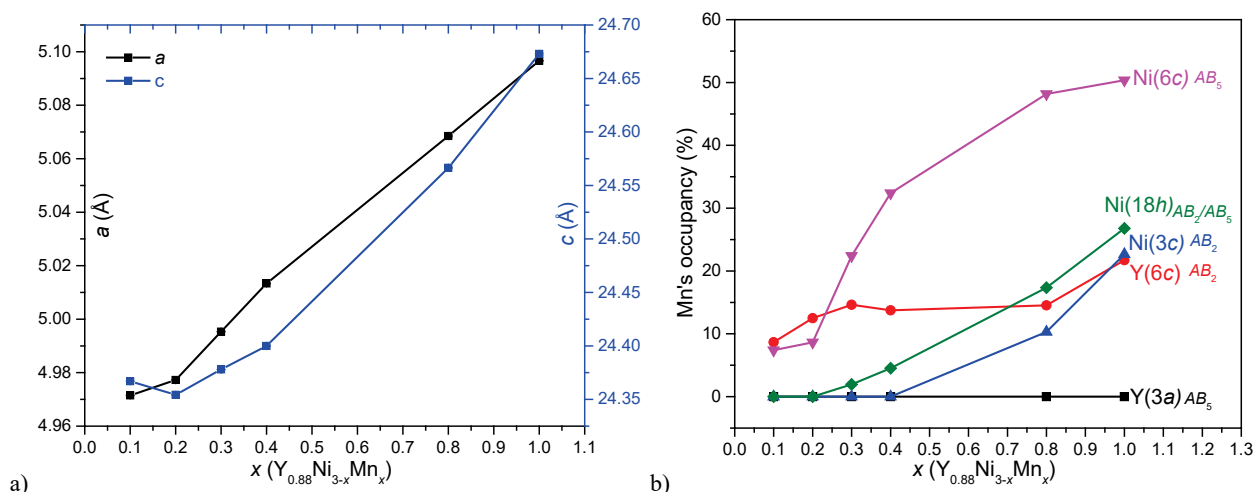 5.10
5.08
5.06
5.04
5.02
5.00
4.98
4.96
a (Å)
a
c
24.70
24.65
24.60
24.55
24.50
24.45
24.40
24.35
c (Å)
0.0 0.1 0.2 0.3 0.4 0.5 0.6 0.7 0.8 0.9 1.0 1.1
x (Y0.88Ni3-xMnx)
a)
60
50
40
30
20
10
0
Mn's occupancy (%)
Ni(6c) AB5
Ni(18h)AB2/AB5
Ni(3c) AB2
Y(6c) AB2
Y(3a)AB5
0.0 0.1 0.2 0.3 0.4 0.5 0.6 0.7 0.8 0.9 1.0 1.1 1.2 1.3
x (Y0.88Ni3-xMnx)
b)